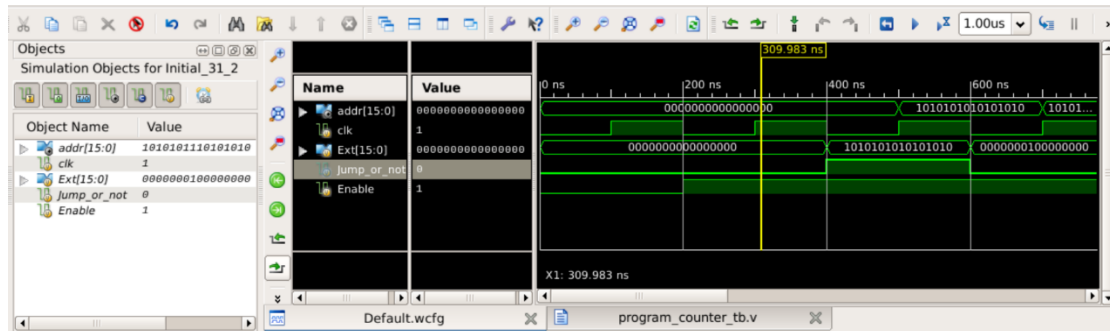 1.00us
Objects
Simulation Objects for Initial_31_2
Object Name Value
addr[15:0] 1010101110101010
clk 1
Ext[15:0] 0000000100000000
Jump_or_not 0
Enable 1
Name Value
addr[15:0] 0000000000000000
clk 1
Ext[15:0] 0000000000000000
Jump_or_not 0
Enable 1
309.983 ns
0 ns 200 ns 400 ns 600 ns
0000000000000000 1010101010101010 10101...
0000000000000000 1010101010101010 0000000100000000
X1: 309.983 ns
Default.wcfg program_counter_tb.v